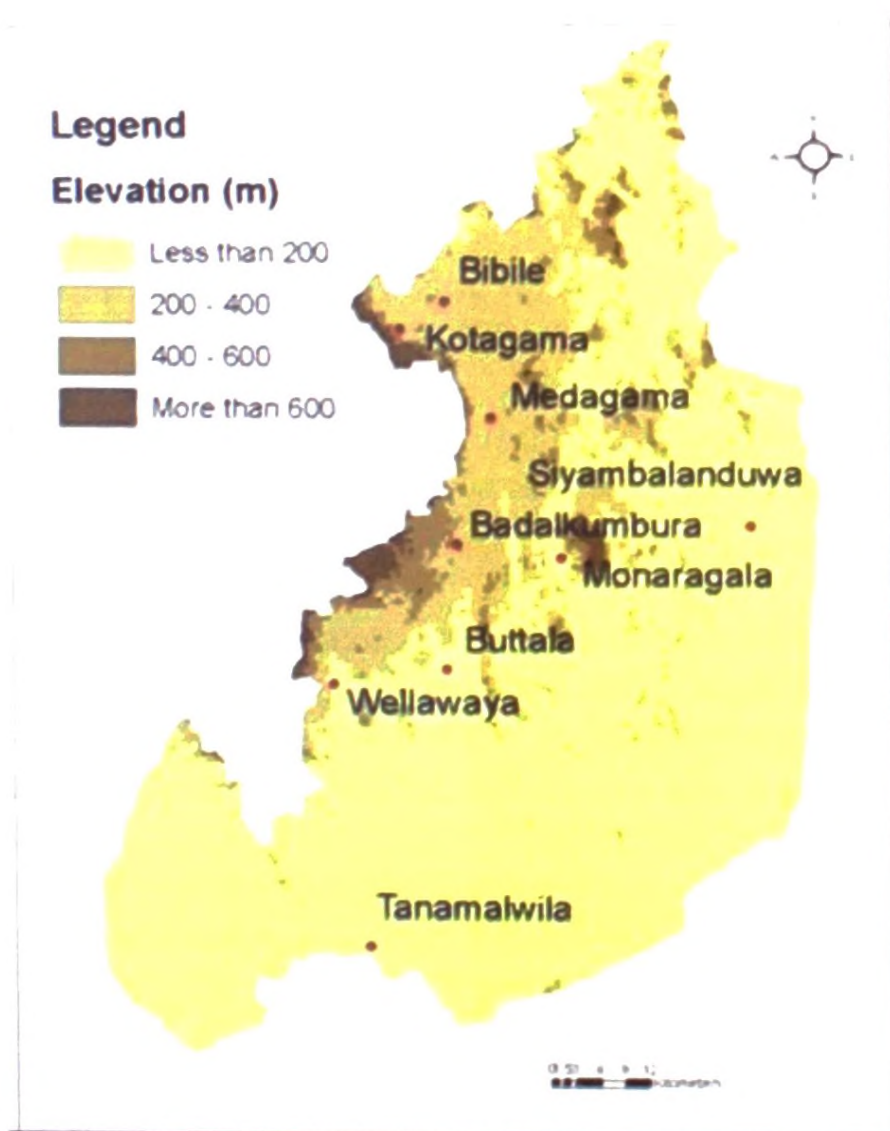 Legend
Elevation (m)
Less than 200
200 - 400
400 - 600
More than 600
Bibile
Kotagama
Medagama
Siyambalanduwa
Badalkumbura
Monaragala
Buttala
Wellawaya
Tanamalwila